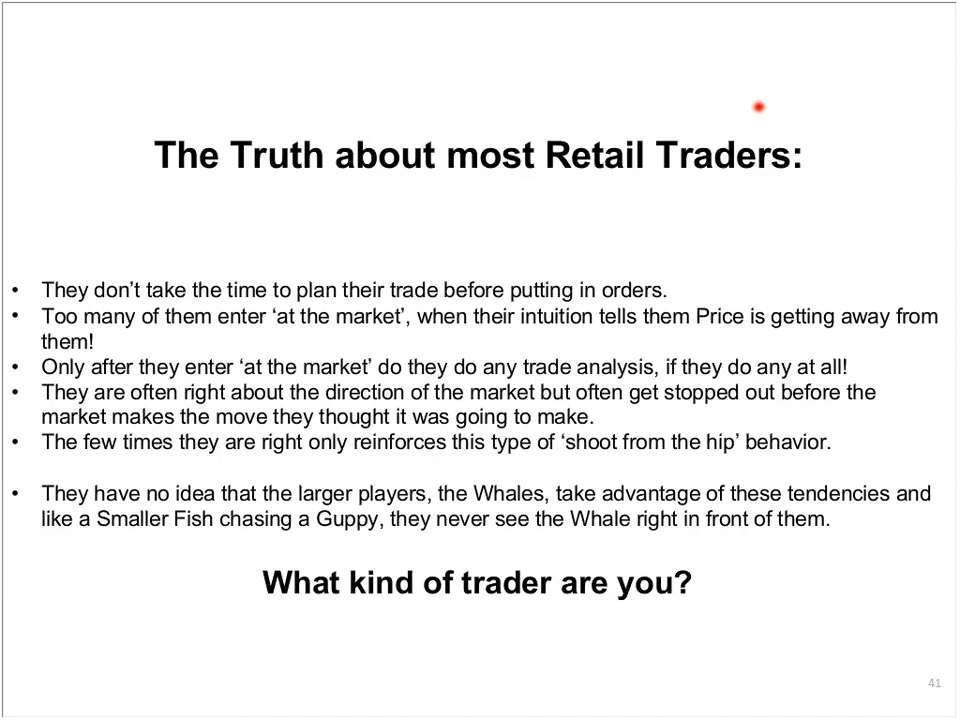 The Truth about most Retail Traders:
• They don’t take the time to plan their trade before putting in orders.
• Too many of them enter ‘at the market’, when their intuition tells them Price is getting away from
them!
• Only after they enter ‘at the market’ do they do any trade analysis, if they do any at all!
• They are often right about the direction of the market but often get stopped out before the
market makes the move they thought it was going to make.
• The few times they are right only reinforces this type of ‘shoot from the hip’ behavior.
• They have no idea that the larger players, the Whales, take advantage of these tendencies and
like a Smaller Fish chasing a Guppy, they never see the Whale right in front of them.
What kind of trader are you?
41